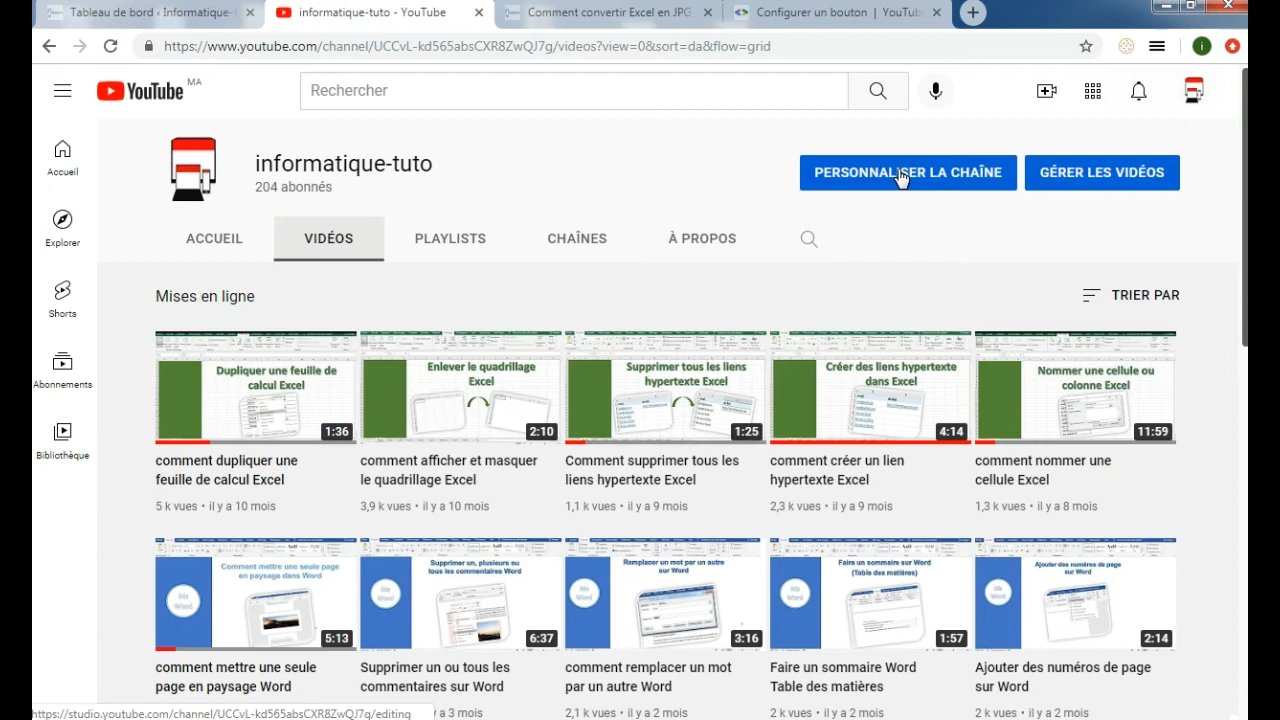 Tableau de bord ‹ Informatique-t
informatique-tuto - YouTube
Comment convertir Excel en JPG
Configurer un bouton | YouTub
https://www.youtube.com/channel/UCCvL-kd565absCXR8ZwQJ7g/videos?view=0&sort=da&flow=grid
i
YouTube MA
Rechercher
Accueil
Explorer
Shorts
Abonnements
Bibliothèque
informatique-tuto
204 abonnés
PERSONNALISER LA CHAÎNE
GÉRER LES VIDÉOS
ACCUEIL
VIDÉOS
PLAYLISTS
CHAÎNES
À PROPOS
Mises en ligne
TRIER PAR
Dupliquer une feuille de
calcul Excel
1:36
Enlever le quadrillage
Excel
2:10
Supprimer tous les liens
hypertexte Excel
1:25
Créer des liens hypertexte
dans Excel
4:14
Nommer une cellule ou
colonne Excel
11:59
comment dupliquer une
feuille de calcul Excel
5 k vues • il y a 10 mois
comment afficher et masquer
le quadrillage Excel
3,9 k vues • il y a 10 mois
Comment supprimer tous les
liens hypertexte Excel
1,1 k vues • il y a 9 mois
comment créer un lien
hypertexte Excel
2,3 k vues • il y a 9 mois
comment nommer une
cellule Excel
1,3 k vues • il y a 8 mois
Comment mettre une seule page
en paysage dans Word
Word
5:13
Supprimer un, plusieurs ou
tous les commentaires Word
Word
6:37
Remplacer un mot par un autre
sur Word
Word
3:16
Faire un sommaire sur Word
(Table des matières)
Word
1:57
Ajouter des numéros de page
sur Word
Word
2:14
comment mettre une seule
page en paysage Word
Supprimer un ou tous les
commentaires sur Word
y a 3 mois
comment remplacer un mot
par un autre Word
2,1 k vues • il y a 2 mois
Faire un sommaire Word
Table des matières
2 k vues • il y a 2 mois
Ajouter des numéros de page
sur Word
2 k vues • il y a 2 mois
https://studio.youtube.com/channel/UCCvL-kd565absCXR8ZwQJ7g/editing